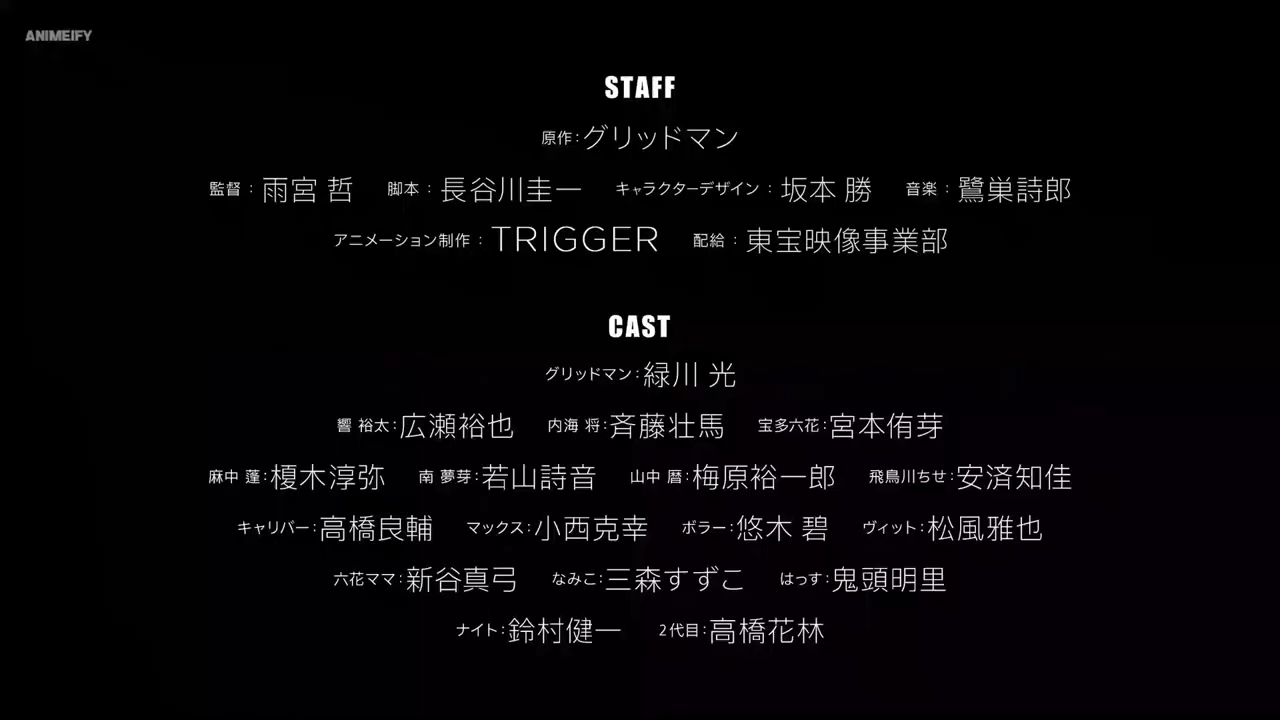 ANIMEIFY
STAFF
原作:グリッドマン
監督:雨宮 哲 脚本:長谷川圭一 キャラクターデザイン:坂本 勝 音楽:鷺巣詩郎
アニメーション制作:TRIGGER 配給:東宝映像事業部
CAST
グリッドマン:緑川 光
響 裕太:広瀬裕也 内海 将:斉藤壮馬 宝多六花:宮本侑芽
麻中 蓬:榎木淳弥 南 夢芽:若山詩音 山中 暦:梅原裕一郎 飛鳥川ちせ:安済知佳
キャリバー:高橋良輔 マックス:小西克幸 ボラー:悠木 碧 ヴィット:松風雅也
六花ママ:新谷真弓 なみこ:三森すずこ はっす:鬼頭明里
ナイト:鈴村健一 2代目:高橋花林